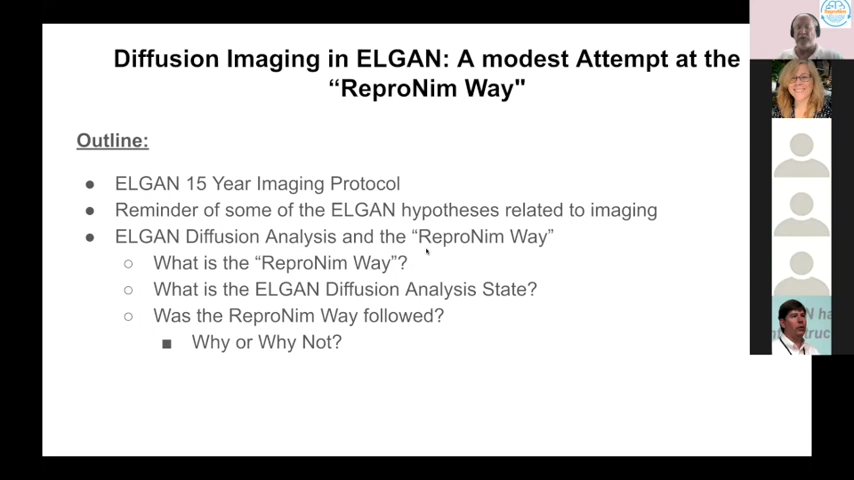 Diffusion Imaging in ELGAN: A modest Attempt at the
“ReproNim Way"
Outline:
● ELGAN 15 Year Imaging Protocol
● Reminder of some of the ELGAN hypotheses related to imaging
● ELGAN Diffusion Analysis and the “ReproNim Way”
○ What is the “ReproNim Way”?
○ What is the ELGAN Diffusion Analysis State?
○ Was the ReproNim Way followed?
■ Why or Why Not?
ReproNim